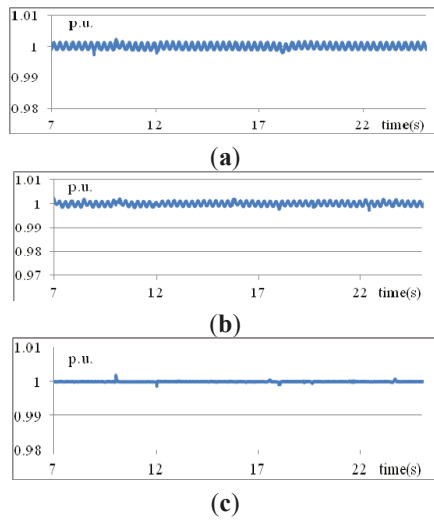 1.01
p.u.
1
0.99
0.98
7 12 17 22 time(s)
(a)
1.01
p.u.
1
0.99
0.98
0.97
7 12 17 22 time(s)
(b)
1.01
p.u.
1
0.99
0.98
7 12 17 22 time(s)
(c)